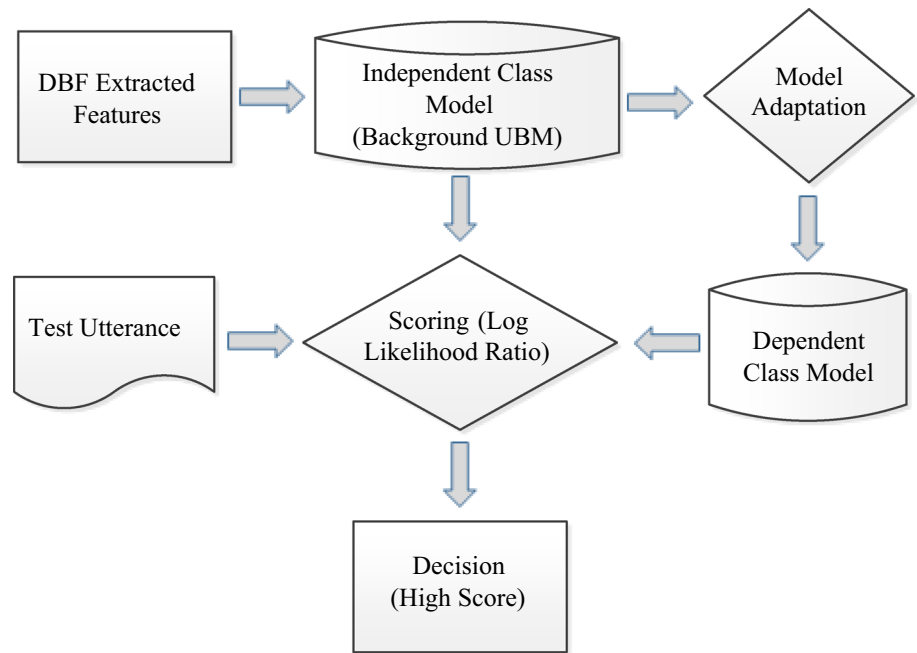 DBF Extracted
Features
Independent Class
Model
(Background UBM)
Model
Adaptation
Test Utterance
Scoring (Log
Likelihood Ratio)
Dependent
Class Model
Decision
(High Score)